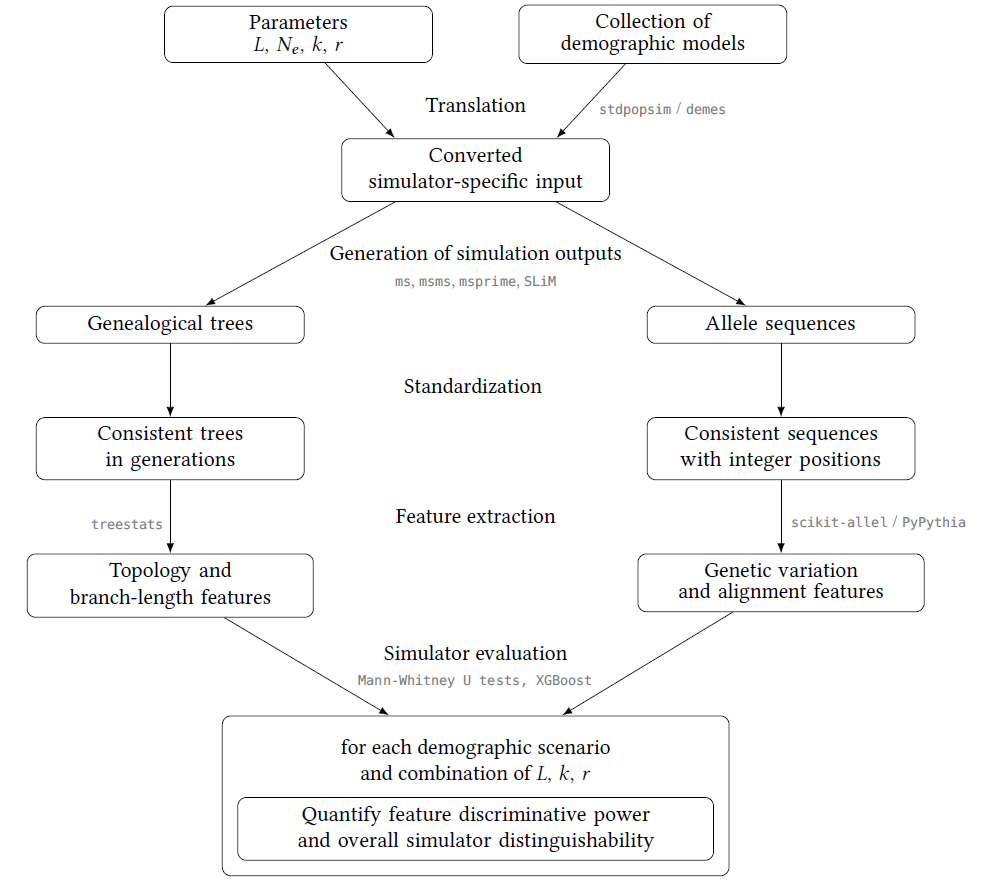 Parameters
L, Nₑ, k, r
Collection of
demographic models
Translation
stdpopsim / demes
Converted
simulator-specific input
Generation of simulation outputs
ms, msms, msprime, SLiM
Genealogical trees
Allele sequences
Standardization
Consistent trees
in generations
Consistent sequences
with integer positions
treestats
Feature extraction
scikit-allel / PyPythia
Topology and
branch-length features
Genetic variation
and alignment features
Simulator evaluation
Mann-Whitney U tests, XGBoost
for each demographic scenario
and combination of L, k, r
Quantify feature discriminative power
and overall simulator distinguishability